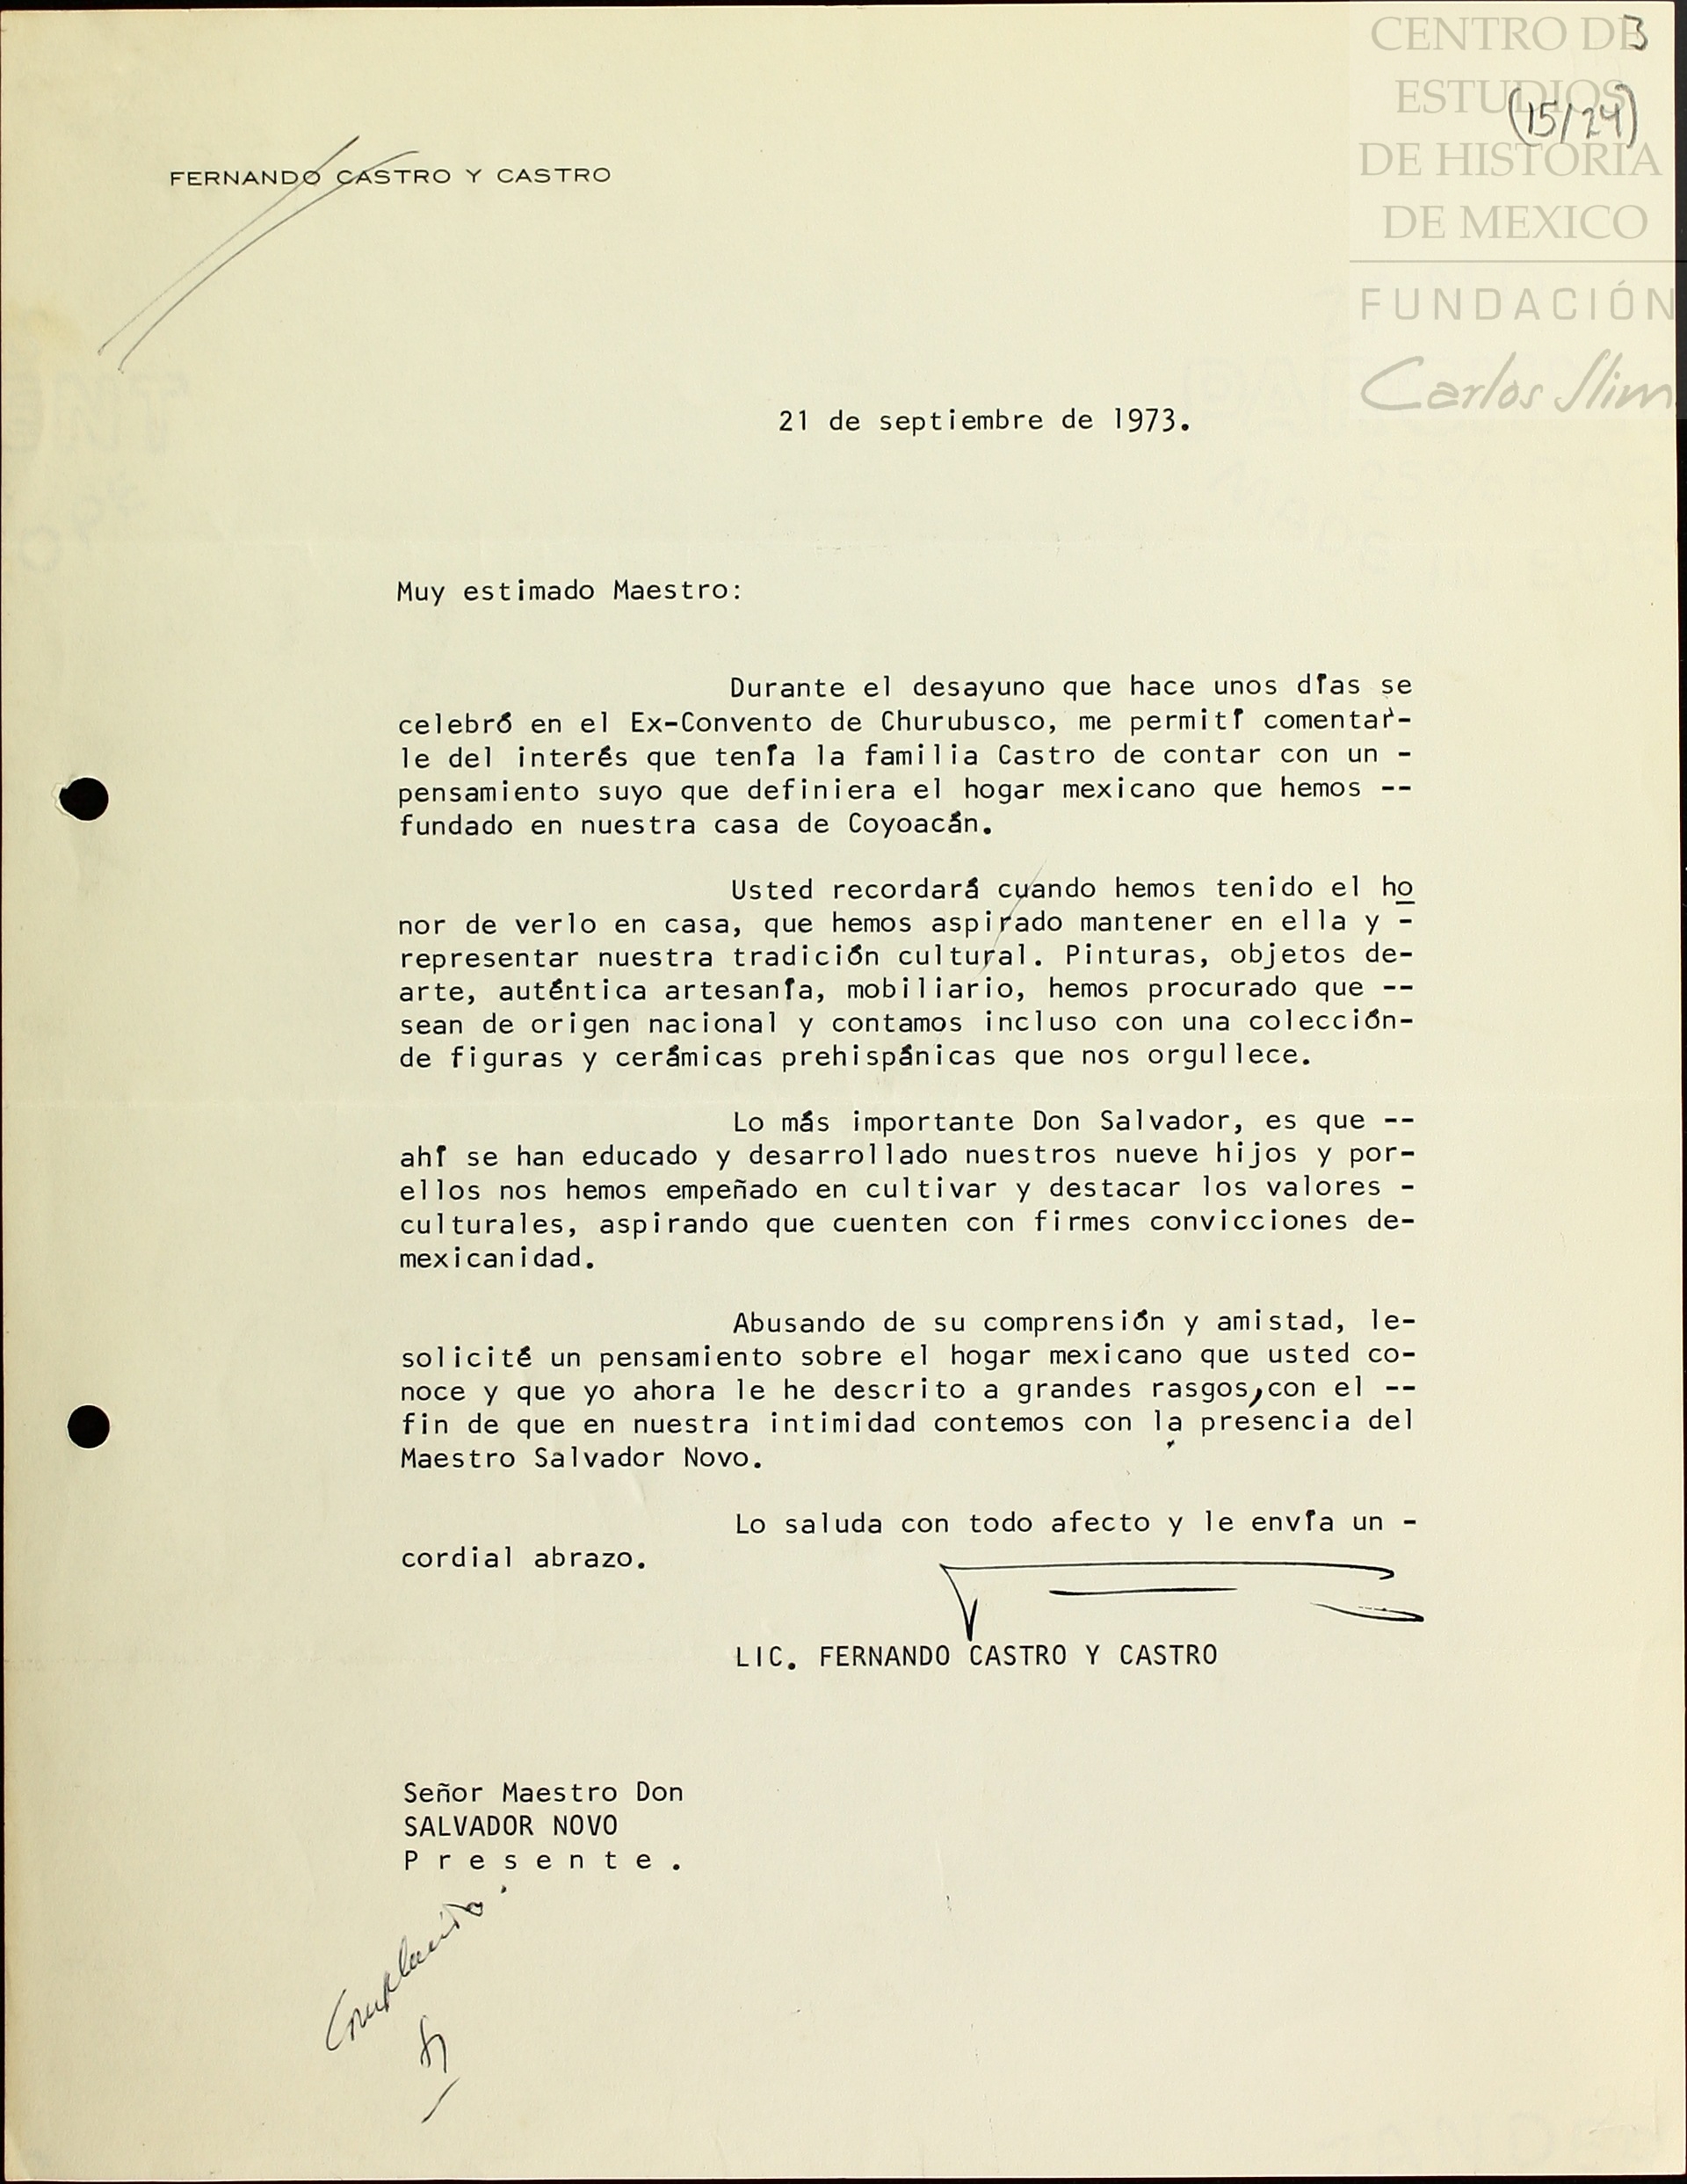 CENTRO DE
ESTUDIOS
DE HISTORIA
DE MEXICO
FUNDACIÓN
Carlos Slim
3
(15/24)
FERNANDO CASTRO Y CASTRO
21 de septiembre de 1973.
Muy estimado Maestro:
Durante el desayuno que hace unos días se
celebró en el Ex-Convento de Churubusco, me permití comentar-
le del interés que tenía la familia Castro de contar con un -
pensamiento suyo que definiera el hogar mexicano que hemos --
fundado en nuestra casa de Coyoacán.
Usted recordará cuando hemos tenido el ho
nor de verlo en casa, que hemos aspirado mantener en ella y -
representar nuestra tradición cultural. Pinturas, objetos de-
arte, auténtica artesanía, mobiliario, hemos procurado que --
sean de origen nacional y contamos incluso con una colección-
de figuras y cerámicas prehispánicas que nos orgullece.
Lo más importante Don Salvador, es que --
ahí se han educado y desarrollado nuestros nueve hijos y por-
ellos nos hemos empeñado en cultivar y destacar los valores -
culturales, aspirando que cuenten con firmes convicciones de-
mexicanidad.
Abusando de su comprensión y amistad, le-
solicité un pensamiento sobre el hogar mexicano que usted co-
noce y que yo ahora le he descrito a grandes rasgos,con el --
fin de que en nuestra intimidad contemos con la presencia del
Maestro Salvador Novo.
Lo saluda con todo afecto y le envía un -
cordial abrazo.
LIC. FERNANDO CASTRO Y CASTRO
Señor Maestro Don
SALVADOR NOVO
P r e s e n t e .
Complacido.